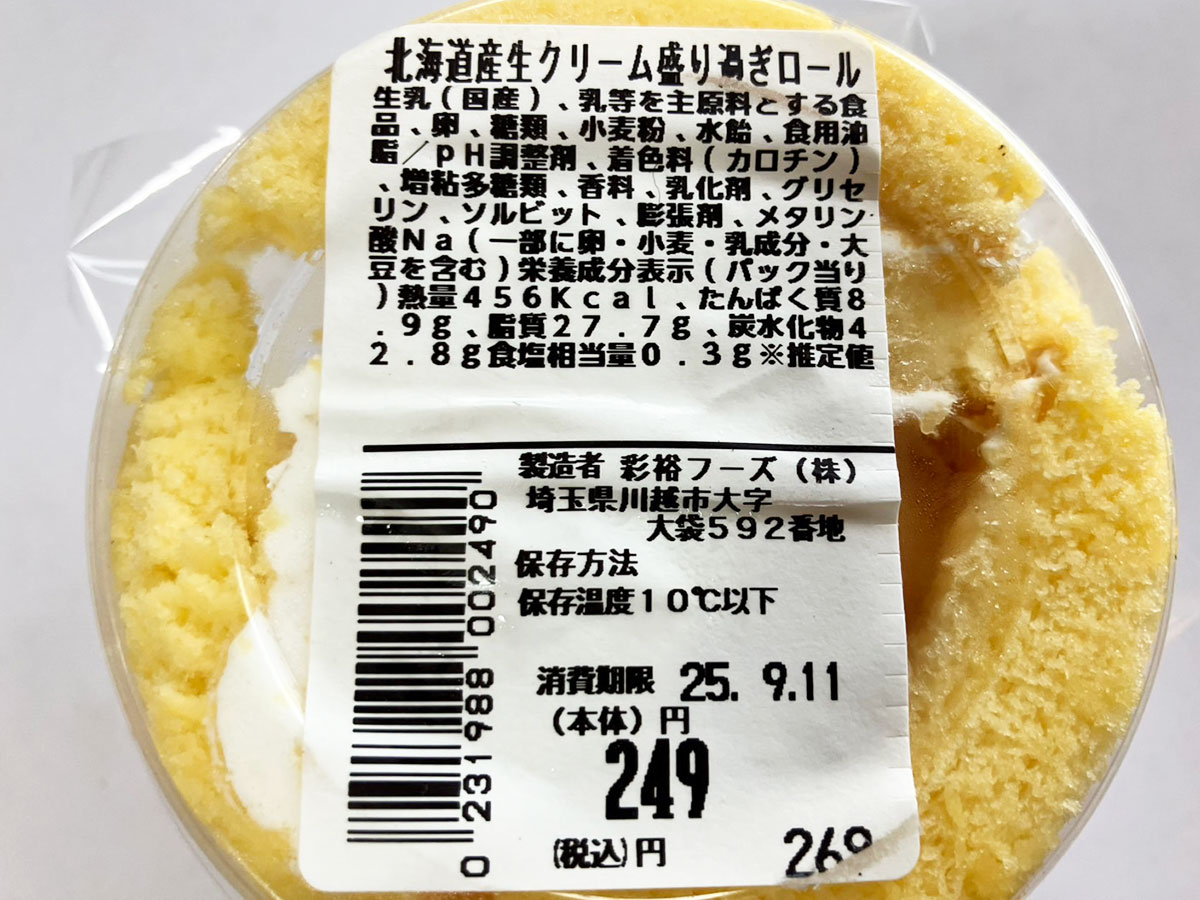 北海道産生クリーム盛り過ぎロール
生乳(国産)、乳等を主原料とする食
品、卵、糖類、小麦粉、水飴、食用油
脂/pH調整剤、着色料(カロチン)
、増粘多糖類、香料、乳化剤、グリセ
リン、ソルビット、膨張剤、メタリン
酸Na(一部に卵・小麦・乳成分・大
豆を含む)栄養成分表示(パック当り
)熱量456Kcal、たんぱく質8
.9g、脂質27.7g、炭水化物4
2.8g食塩相当量0.3g※推定値
製造者 彩裕フーズ(株)
埼玉県川越市大字
大袋592番地
保存方法
保存温度10℃以下
消費期限 25. 9.11
(本体)円
249
(税込)円 268
0 231988 002490